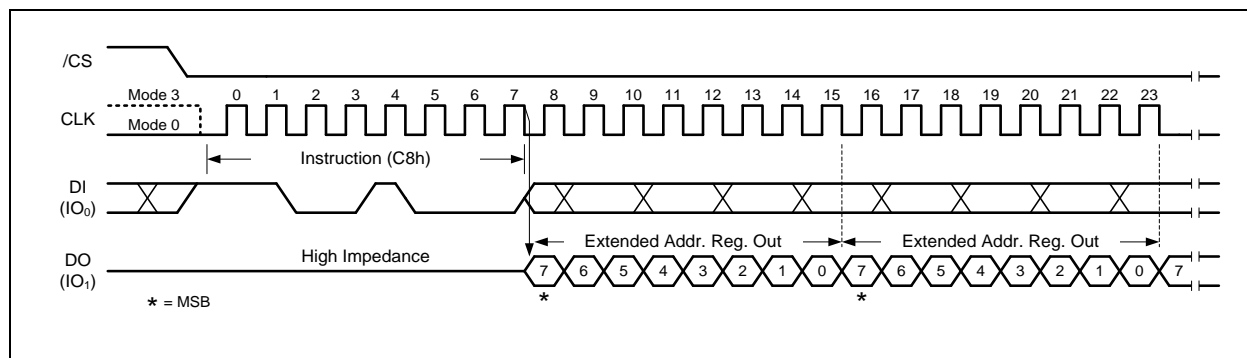 /CS
Mode 3 0 1 2 3 4 5 6 7 8 9 10 11 12 13 14 15 16 17 18 19 20 21 22 23
CLK
Mode 0
Instruction (C8h)
DI
(IO₀)
Extended Addr. Reg. Out Extended Addr. Reg. Out
High Impedance
DO
(IO₁)
7 6 5 4 3 2 1 0 7 6 5 4 3 2 1 0 7
* *
* = MSB